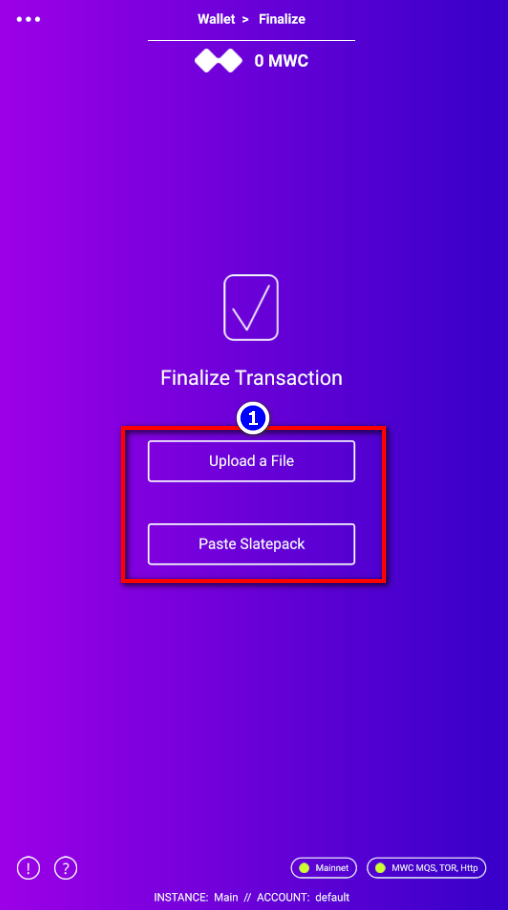 Wallet > Finalize
0 MWC
Finalize Transaction
1
Upload a File
Paste Slatepack
! ? Mainnet MWC MQS, TOR, Http
INSTANCE: Main // ACCOUNT: default